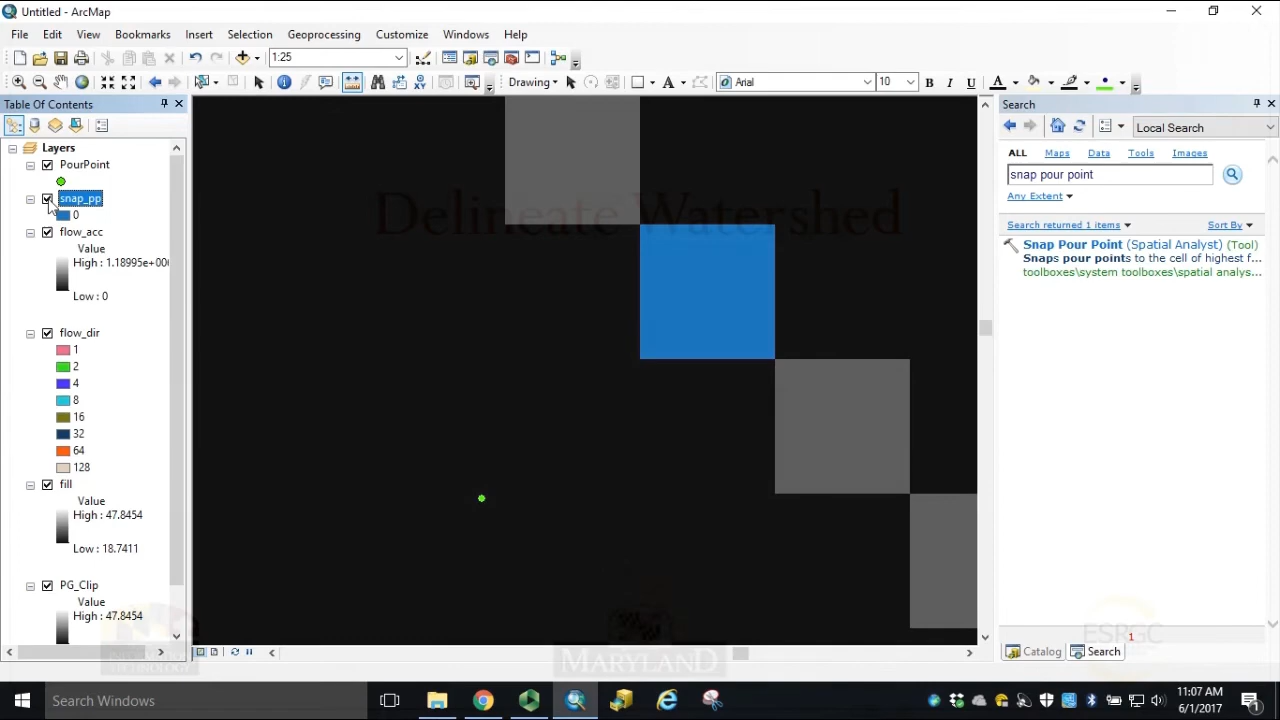 Untitled - ArcMap
File Edit View Bookmarks Insert Selection Geoprocessing Customize Windows Help
1:25
Drawing Arial 10 B I U A
Table Of Contents
Layers
PourPoint
snap_pp
0
flow_acc
Value
High : 1.18995e+006
Low : 0
flow_dir
1
2
4
8
16
32
64
128
fill
Value
High : 47.8454
Low : 18.7411
PG_Clip
Value
High : 47.8454
Delineate Watershed
MARYLAND
Search
Local Search
ALL Maps Data Tools Images
snap pour point
Any Extent
Search returned 1 items Sort By
Snap Pour Point (Spatial Analyst) (Tool)
Snaps pour points to the cell of highest f...
toolboxes\system toolboxes\spatial analys...
ESRGC
1
Catalog Search
Search Windows
11:07 AM
6/1/2017